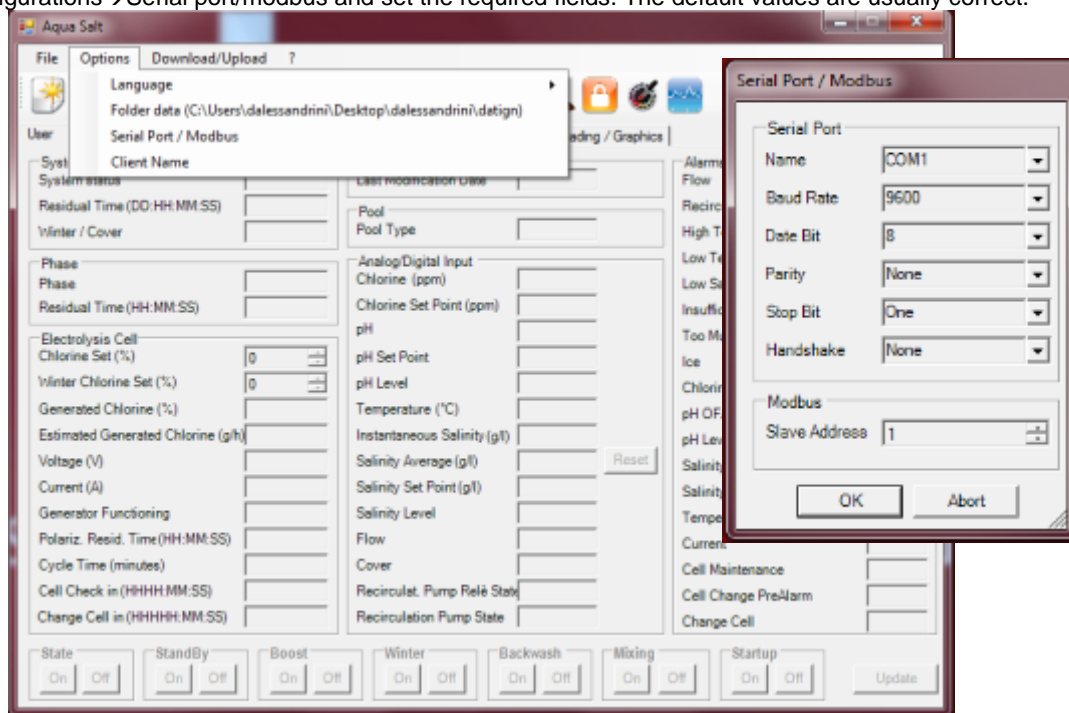 gurations→Serial port/modbus and set the required fields. The default values are usually correct.
Aqua Salt
File Options Download/Upload ?
Language
Folder data (C:\Users\dalessandrini\Desktop\dalessandrini\datign)
Serial Port / Modbus
Client Name
User
ading / Graphics
Syst
System status
Residual Time (DD:HH:MM:SS)
Winter / Cover
Phase
Phase
Residual Time (HH:MM:SS)
Electrolysis Cell
Chlorine Set (%) 0
Winter Chlorine Set (%) 0
Generated Chlorine (%)
Estimated Generated Chlorine (g/h)
Voltage (V)
Current (A)
Generator Functioning
Polariz. Resid. Time (HH:MM:SS)
Cycle Time (minutes)
Cell Check in (HHHH:MM:SS)
Change Cell in (HHHHH:MM:SS)
Last Modification Date
Pool
Pool Type
Analog/Digital Input
Chlorine (ppm)
Chlorine Set Point (ppm)
pH
pH Set Point
pH Level
Temperature (°C)
Instantaneous Salinity (g/l)
Salinity Average (g/l) Reset
Salinity Set Point (g/l)
Salinity Level
Flow
Cover
Recirculat. Pump Relè State
Recirculation Pump State
Alarm
Flow
Recirc
High T
Low Te
Low Sa
Insuffic
Too Mu
Ice
Chlorin
pH OF
pH Lev
Salinity
Salinity
Tempe
Current
Cell Maintenance
Cell Change PreAlarm
Change Cell
State StandBy Boost Winter Backwash Mixing Startup
On Off On Off On Off On Off On Off On Off On Off Update
Serial Port / Modbus
Serial Port
Name COM1
Baud Rate 9600
Date Bit 8
Parity None
Stop Bit One
Handshake None
Modbus
Slave Address 1
OK Abort